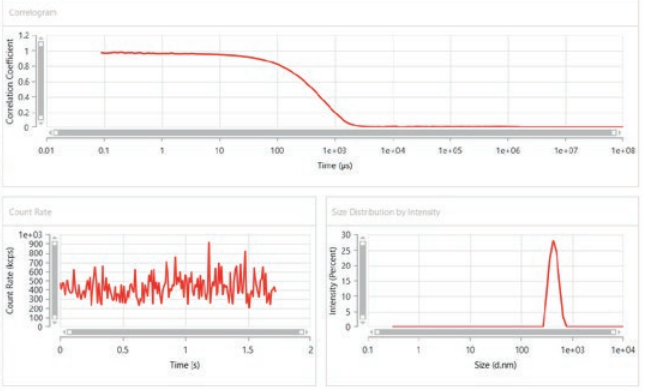 Correlogram
Correlation Coefficient
1.2
1
0.8
0.6
0.4
0.2
0
0.01 0.1 1 10 100 1e+03 1e+04 1e+05 1e+06 1e+07 1e+08
Time (µs)
Count Rate
Count Rate (kcps)
1e+03
900
800
700
600
500
400
300
200
100
0
0 0.5 1 1.5 2
Time (s)
Size Distribution by Intensity
Intensity (Percent)
30
25
20
15
10
5
0
0.1 1 10 100 1e+03 1e+04
Size (d.nm)